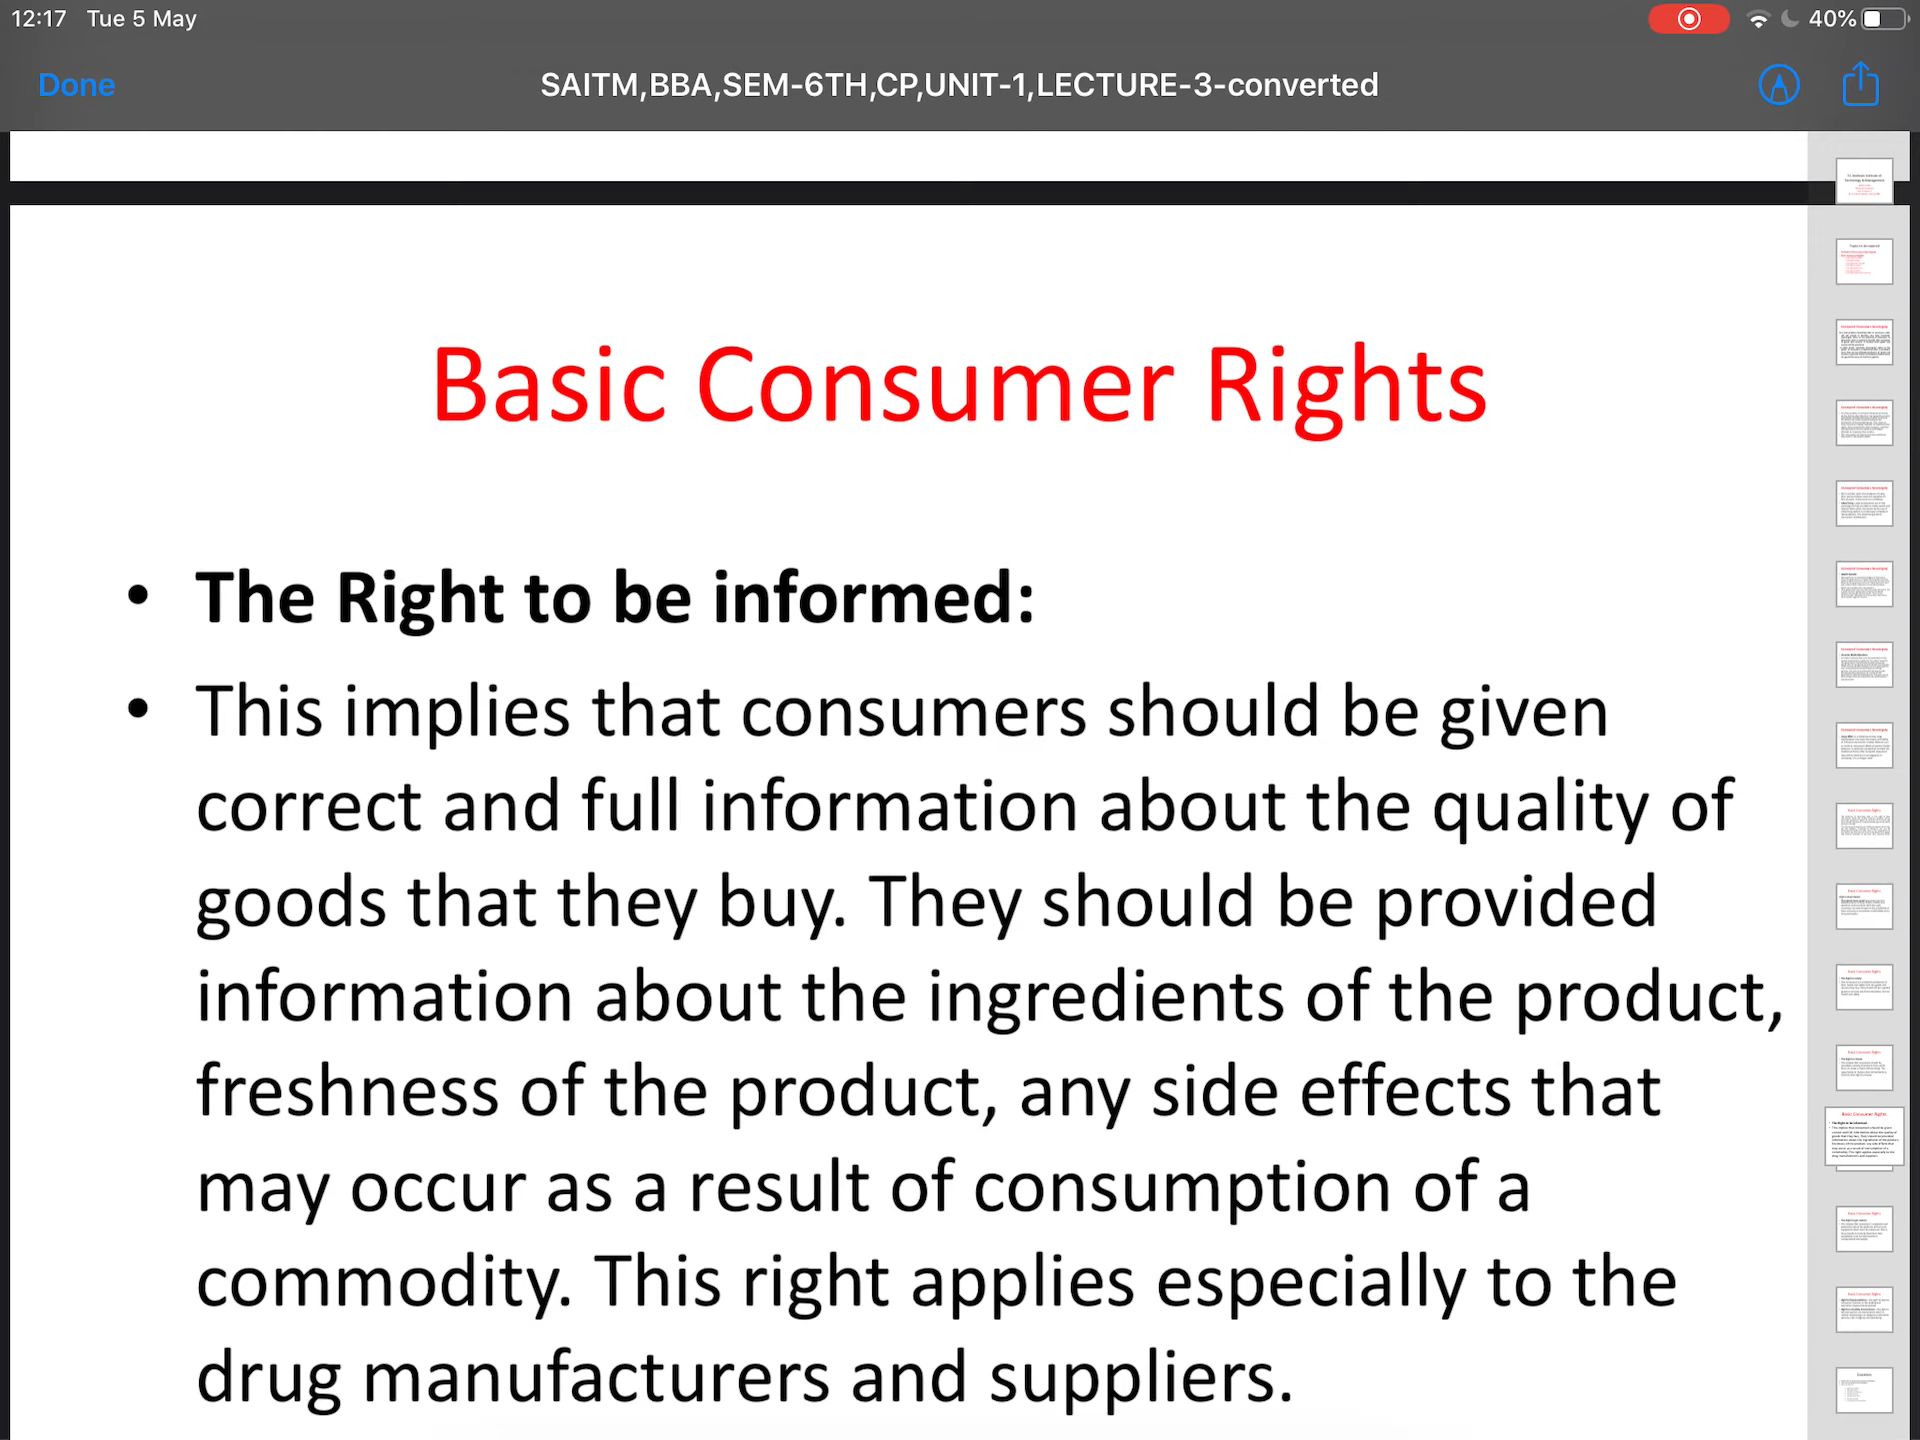 12:17 Tue 5 May
40%
Done
SAITM,BBA,SEM-6TH,CP,UNIT-1,LECTURE-3-converted
Basic Consumer Rights
• The Right to be informed:
• This implies that consumers should be given
correct and full information about the quality of
goods that they buy. They should be provided
information about the ingredients of the product,
freshness of the product, any side effects that
may occur as a result of consumption of a
commodity. This right applies especially to the
drug manufacturers and suppliers.